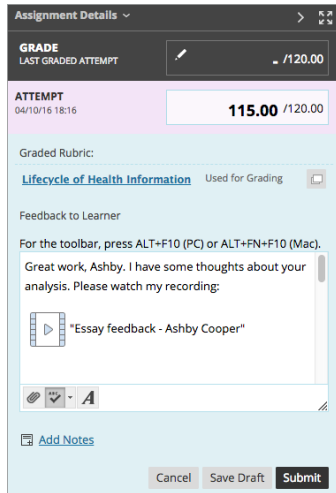 Assignment Details
GRADE
LAST GRADED ATTEMPT
- /120.00
ATTEMPT
04/10/16 18:16
115.00 /120.00
Graded Rubric:
Lifecycle of Health Information Used for Grading
Feedback to Learner
For the toolbar, press ALT+F10 (PC) or ALT+FN+F10 (Mac).
Great work, Ashby. I have some thoughts about your
analysis. Please watch my recording:
"Essay feedback - Ashby Cooper"
ABC
A
Add Notes
Cancel Save Draft Submit